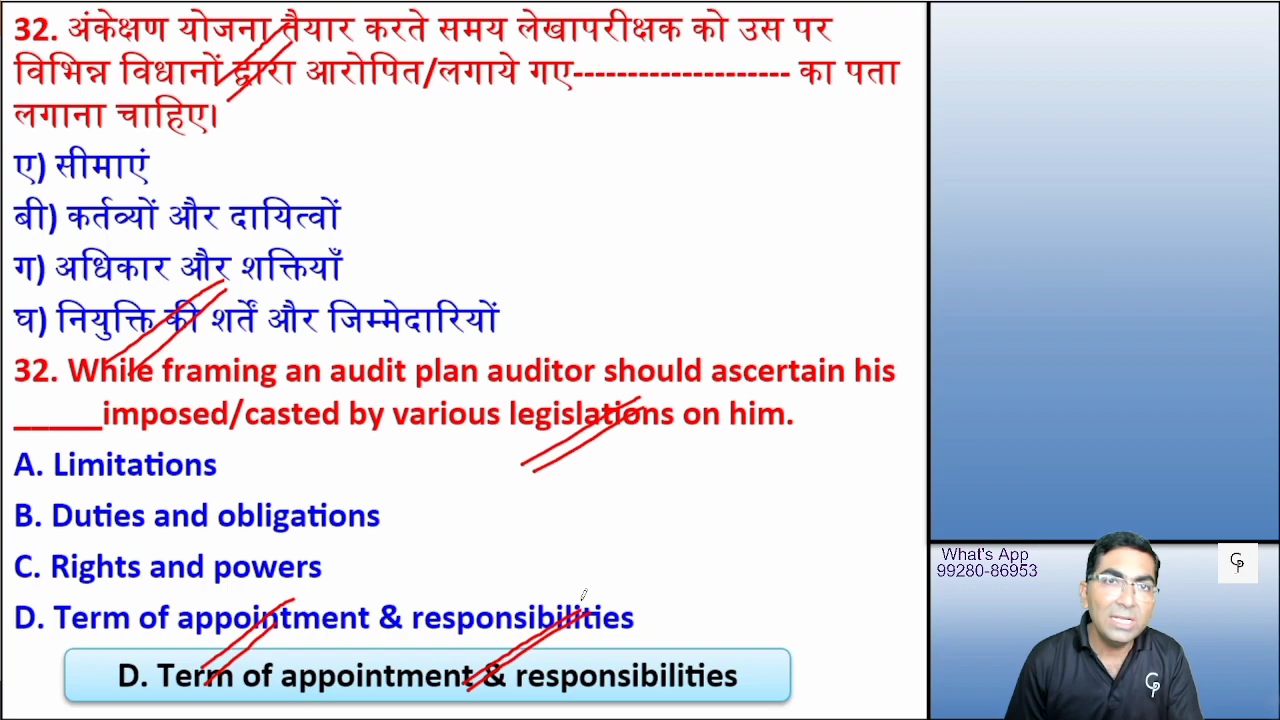 32. अंकेक्षण योजना तैयार करते समय लेखापरीक्षक को उस पर
विभिन्न विधानों द्वारा आरोपित/लगाये गए-------------------- का पता
लगाना चाहिए।
ए) सीमाएं
बी) कर्तव्यों और दायित्वों
ग) अधिकार और शक्तियाँ
घ) नियुक्ति की शर्तें और जिम्मेदारियों
32. While framing an audit plan auditor should ascertain his
_____imposed/casted by various legislations on him.
A. Limitations
B. Duties and obligations
C. Rights and powers
D. Term of appointment & responsibilities
D. Term of appointment & responsibilities
What's App
99280-86953